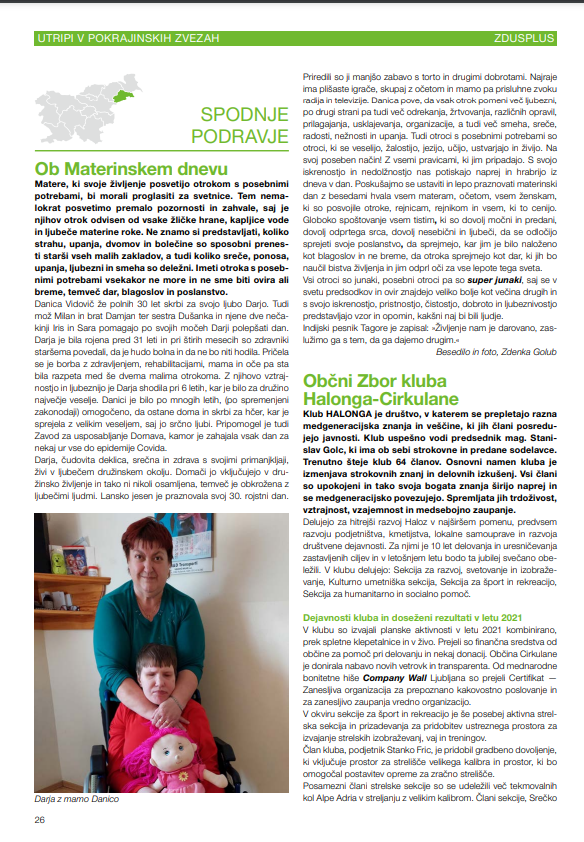 UTRIPI V POKRAJINSKIH ZVEZAH
ZDUSPLUS
SPODNJE
PODRAVJE
Ob Materinskem dnevu
Matere, ki svoje življenje posvetijo otrokom s posebnimi
potrebami, bi morali proglasiti za svetnice. Tem nema-
lokrat posvetimo premalo pozornosti in zahvale, saj je
njihov otrok odvisen od vsake žličke hrane, kapljice vode
in ljubeče materine roke. Ne znamo si predstavljati, koliko
strahu, upanja, dvomov in bolečine so sposobni prenes-
ti starši vseh malih zakladov, a tudi koliko sreče, ponosa,
upanja, ljubezni in smeha so deležni. Imeti otroka s poseb-
nimi potrebami vsekakor ne more in ne sme biti ovira ali
breme, temveč dar, blagoslov in poslanstvo.
Danica Vidovič že polnih 30 let skrbi za svojo ljubo Darjo. Tudi
mož Milan in brat Damjan ter sestra Dušanka in njene dve neča-
kinji Iris in Sara pomagajo po svojih močeh Darji polepšati dan.
Darja je bila rojena pred 31 leti in pri štirih mesecih so zdravniki
staršema povedali, da je hudo bolna in da ne bo niti hodila. Pričela
se je borba z zdravljenjem, rehabilitacijami, mama in oče pa sta
bila razpeta med še dvema malima otrokoma. Z njihovo vztraj-
nostjo in ljubeznijo je Darja shodila pri 6 letih, kar je bilo za družino
največje veselje. Danici je bilo po mnogih letih, (po spremenjeni
zakonodaji) omogočeno, da ostane doma in skrbi za hčer, kar je
sprejela z velikim veseljem, saj jo srčno ljubi. Pripomogel je tudi
Zavod za usposabljanje Dornava, kamor je zahajala vsak dan za
nekaj ur vse do epidemije Covida.
Darja, čudovita deklica, srečna in zdrava s svojimi primanjkljaji,
živi v ljubečem družinskem okolju. Domači jo vključujejo v dru-
žinsko življenje in tako ni nikoli osamljena, temveč je obkrožena z
ljubečimi ljudmi. Lansko jesen je praznovala svoj 30. rojstni dan.
Darja z mamo Danico
26
Priredili so ji manjšo zabavo s torto in drugimi dobrotami. Najraje
ima plišaste igrače, skupaj z očetom in mamo pa prisluhne zvoku
radija in televizije. Danica pove, da vsak otrok pomeni več ljubezni,
po drugi strani pa tudi več odrekanja, žrtvovanja, različnih opravil,
prilagajanja, usklajevanja, organizacije, a tudi več smeha, sreče,
radosti, nežnosti in upanja. Tudi otroci s posebnimi potrebami so
otroci, ki se veselijo, žalostijo, jezijo, učijo, ustvarjajo in živijo. Na
svoj poseben način! Z vsemi pravicami, ki jim pripadajo. S svojo
iskrenostjo in nedolžnostjo nas potiskajo naprej in hrabrijo iz
dneva v dan. Poskušajmo se ustaviti in lepo praznovati materinski
dan z besedami hvala vsem materam, očetom, vsem ženskam,
ki so posvojile otroke, rejnicam, rejnikom in vsem, ki to cenijo.
Globoko spoštovanje vsem tistim, ki so dovolj močni in predani,
dovolj odprtega srca, dovolj nesebični in ljubeči, da se odločijo
sprejeti svoje poslanstvo, da sprejmejo, kar jim je bilo naloženo
kot blagoslov in ne breme, da otroka sprejmejo kot dar, ki jih bo
naučil bistva življenja in jim odprl oči za vse lepote tega sveta.
Vsi otroci so junaki, posebni otroci pa so super junaki, saj se v
svetu predsodkov in ovir znajdejo veliko bolje kot večina drugih in
s svojo iskrenostjo, pristnostjo, čistostjo, dobroto in ljubeznivostjo
predstavljajo vzor in opomin, kakšni naj bi bili ljudje.
Indijski pesnik Tagore je zapisal: »Življenje nam je darovano, zas-
lužimo ga s tem, da ga dajemo drugim.«
Besedilo in foto, Zdenka Golub
Občni Zbor kluba
Halonga-Cirkulane
Klub HALONGA je društvo, v katerem se prepletajo razna
medgeneracijska znanja in veščine, ki jih člani posredu-
jejo javnosti. Klub uspešno vodi predsednik mag. Stani-
slav Golc, ki ima ob sebi strokovne in predane sodelavce.
Trenutno šteje klub 64 članov. Osnovni namen kluba je
izmenjava strokovnih znanj in delovnih izkušenj. Vsi člani
so upokojeni in tako svoja bogata znanja širijo naprej in
se medgeneracijsko povezujejo. Spremljata jih trdoživost,
vztrajnost, vzajemnost in medsebojno zaupanje.
Delujejo za hitrejši razvoj Haloz v najširšem pomenu, predvsem
razvoju podjetništva, kmetijstva, lokalne samouprave in razvoja
društvene dejavnosti. Za njimi je 10 let delovanja in uresničevanja
zastavljenih ciljev in v letošnjem letu bodo ta jubilej svečano obe-
ležili. V klubu delujejo: Sekcija za razvoj, svetovanje in izobraže-
vanje, Kulturno umetniška sekcija, Sekcija za šport in rekreacijo,
Sekcija za humanitarno in socialno pomoč.
Dejavnosti kluba in doseženi rezultati v letu 2021
V klubu so izvajali planske aktivnosti v letu 2021 kombinirano,
prek spletne klepetalnice in v živo. Prejeli so finančna sredstva od
občine za pomoč pri delovanju in nekaj donacij. Občina Cirkulane
je donirala nabavo novih vetrovk in transparenta. Od mednarodne
bonitetne hiše Company Wall Ljubljana so prejeli Certifikat —
Zanesljiva organizacija za prepoznano kakovostno poslovanje in
za zanesljivo zaupanja vredno organizacijo.
V okviru sekcije za šport in rekreacijo je še posebej aktivna strel-
ska sekcija in prizadevanja za pridobitev ustreznega prostora za
izvajanje strelskih izobraževanj, vaj in treningov.
Član kluba, podjetnik Stanko Fric, je pridobil gradbeno dovoljenje,
ki vključuje prostor za strelišče velikega kalibra in prostor, ki bo
omogočal postavitev opreme za zračno strelišče.
Posamezni člani strelske sekcije so se udeležili več tekmovalnih
kol Alpe Adria v streljanju z velikim kalibrom. Člani sekcije, Srečko